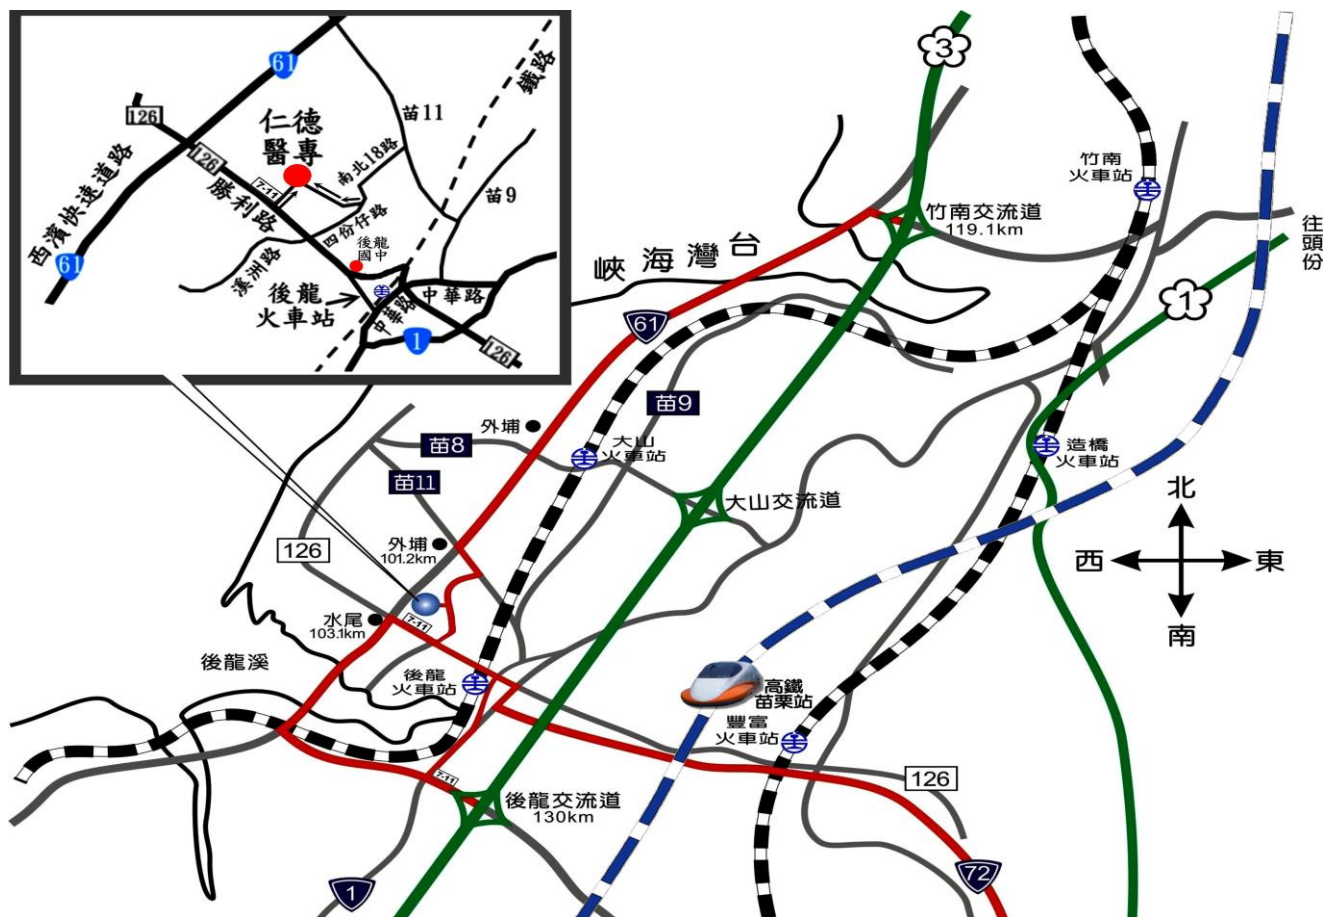 61
126
126
苗11
鐵路
仁德
醫專
南北18路
7-11
勝利路
苗9
西濱快速道路
四份仔路
後龍
國中
溪洲路
61
後龍
火車站
中華路
中華路
1
126
3
竹南
火車站
竹南交流道
119.1km
往頭份
台灣海峽
1
61
苗9
外埔
苗8
大山
火車站
造橋
火車站
苗11
大山交流道
北
西
東
南
外埔
101.2km
126
水尾
103.1km
7-11
後龍溪
後龍
火車站
高鐵
苗栗站
豐富
火車站
126
7-11
後龍交流道
130km
72
1